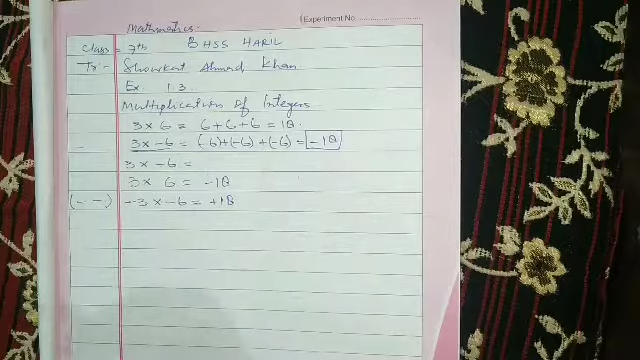 Experiment No.
Mathematics.
Class = 7th BHSS HARIL
Tr:- Showkat Ahmad Khan
Ex. 1.3.
Multiplication of Integers
3 x 6 = 6+6+6 = 18.
3 x -6 = (-6)+(-6)+(-6) = -18
3 x -6 =
3 x 6 = -18
(- -) -3 x -6 = +18